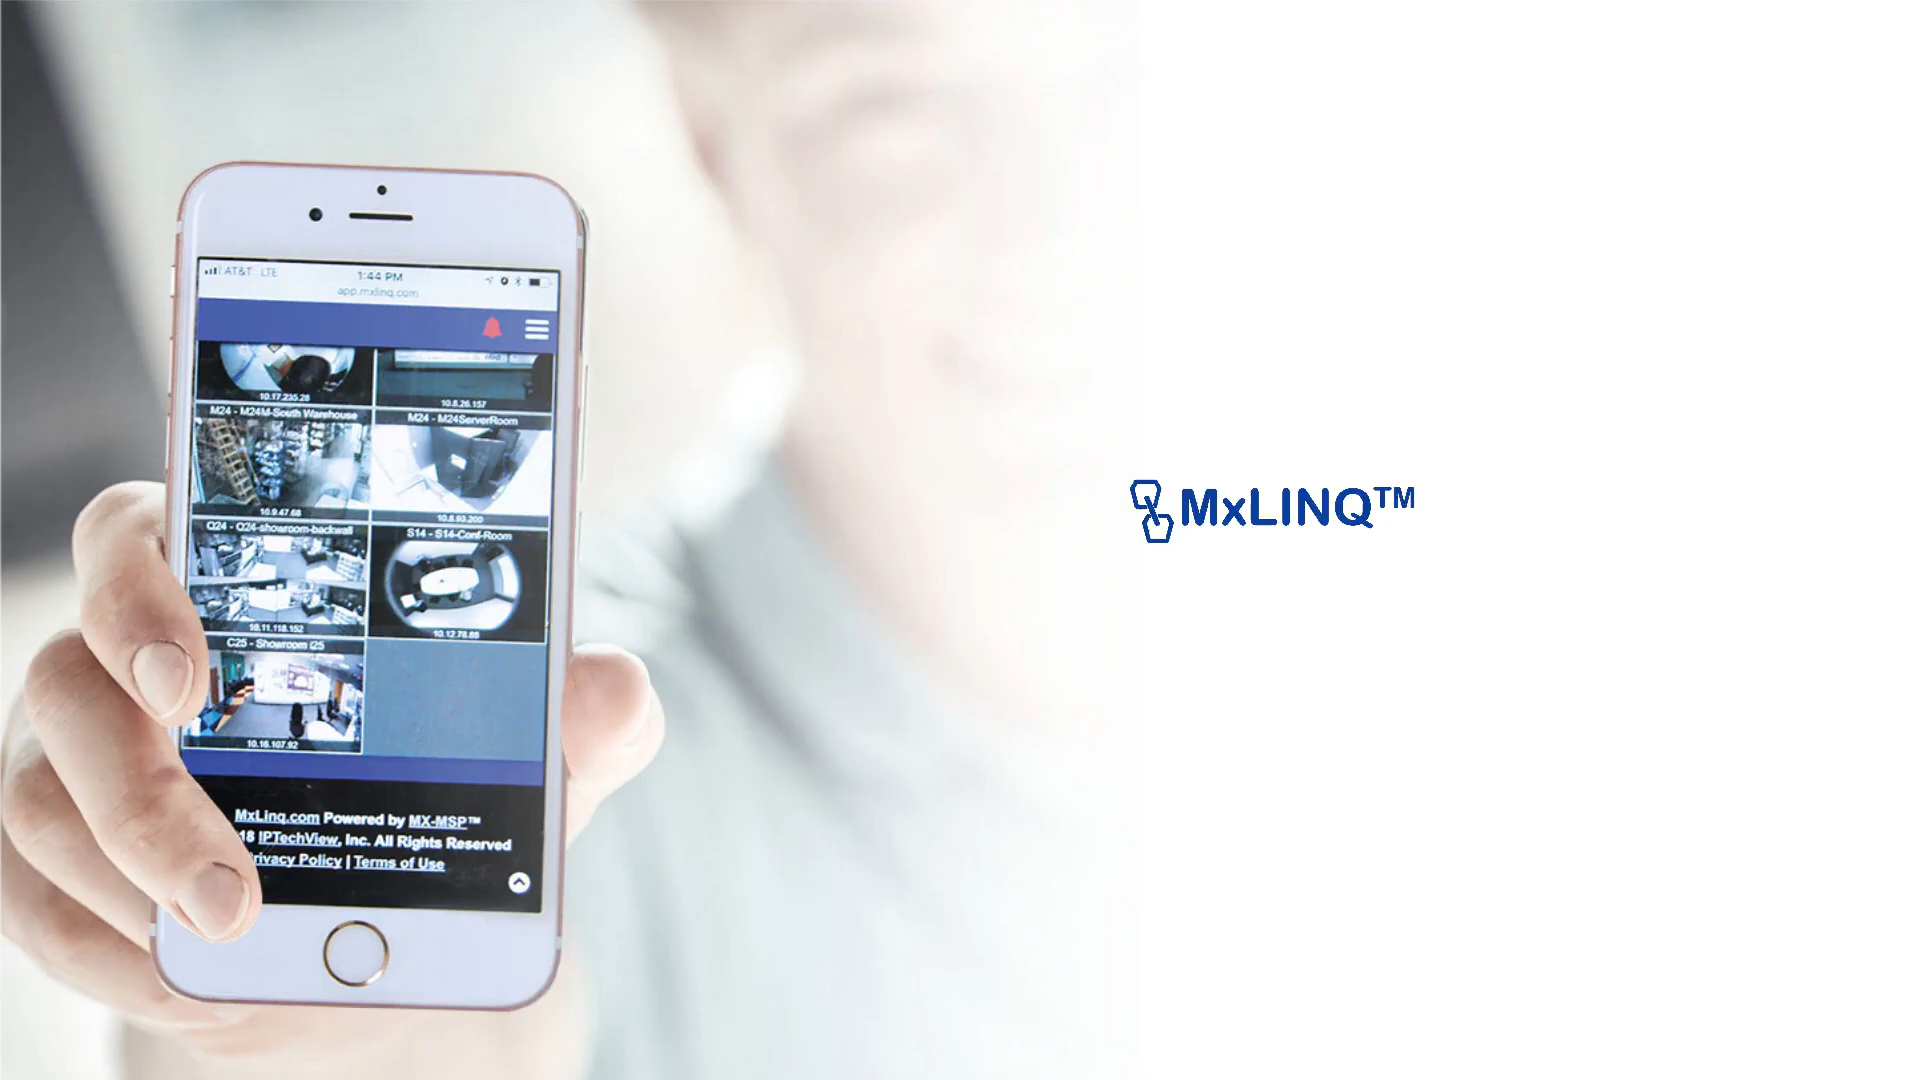 AT&T LTE
1:44 PM
app.mxlinq.com
10.17.235.28
10.8.26.157
M24 - M24M-South Warehouse
M24 - M24ServerRoom
10.9.47.68
10.8.93.200
Q24 - Q24-showroom-backwall
S14 - S14-Conf-Room
10.11.118.152
10.12.78.68
C25 - Showroom i25
10.16.107.92
MxLinq.com Powered by MX-MSP™
18 IPTechView, Inc. All Rights Reserved
rivacy Policy | Terms of Use
MxLINQ™